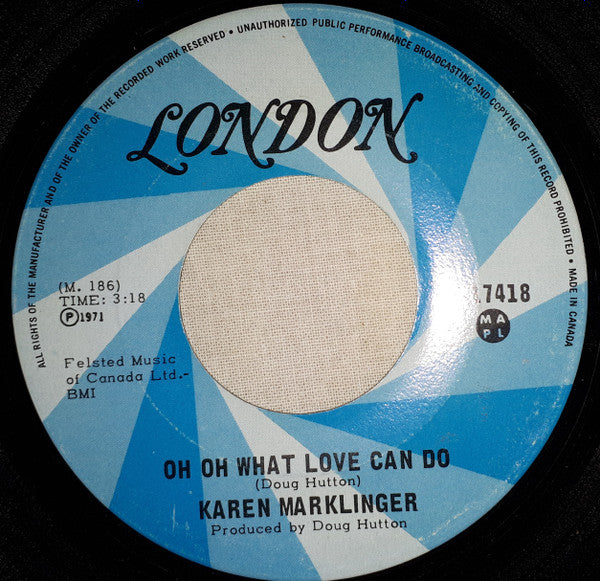 ALL RIGHTS OF THE MANUFACTURER AND OF THE OWNER OF THE RECORDED WORK RESERVED • UNAUTHORIZED PUBLIC PERFORMANCE BROADCASTING AND COPYING OF THIS RECORD PROHIBITED • MADE IN CANADA
LONDON
(M. 186)
TIME: 3:18
Ⓟ1971
7418
M A
P L
Felsted Music
of Canada Ltd.-
BMI
OH OH WHAT LOVE CAN DO
(Doug Hutton)
KAREN MARKLINGER
Produced by Doug Hutton